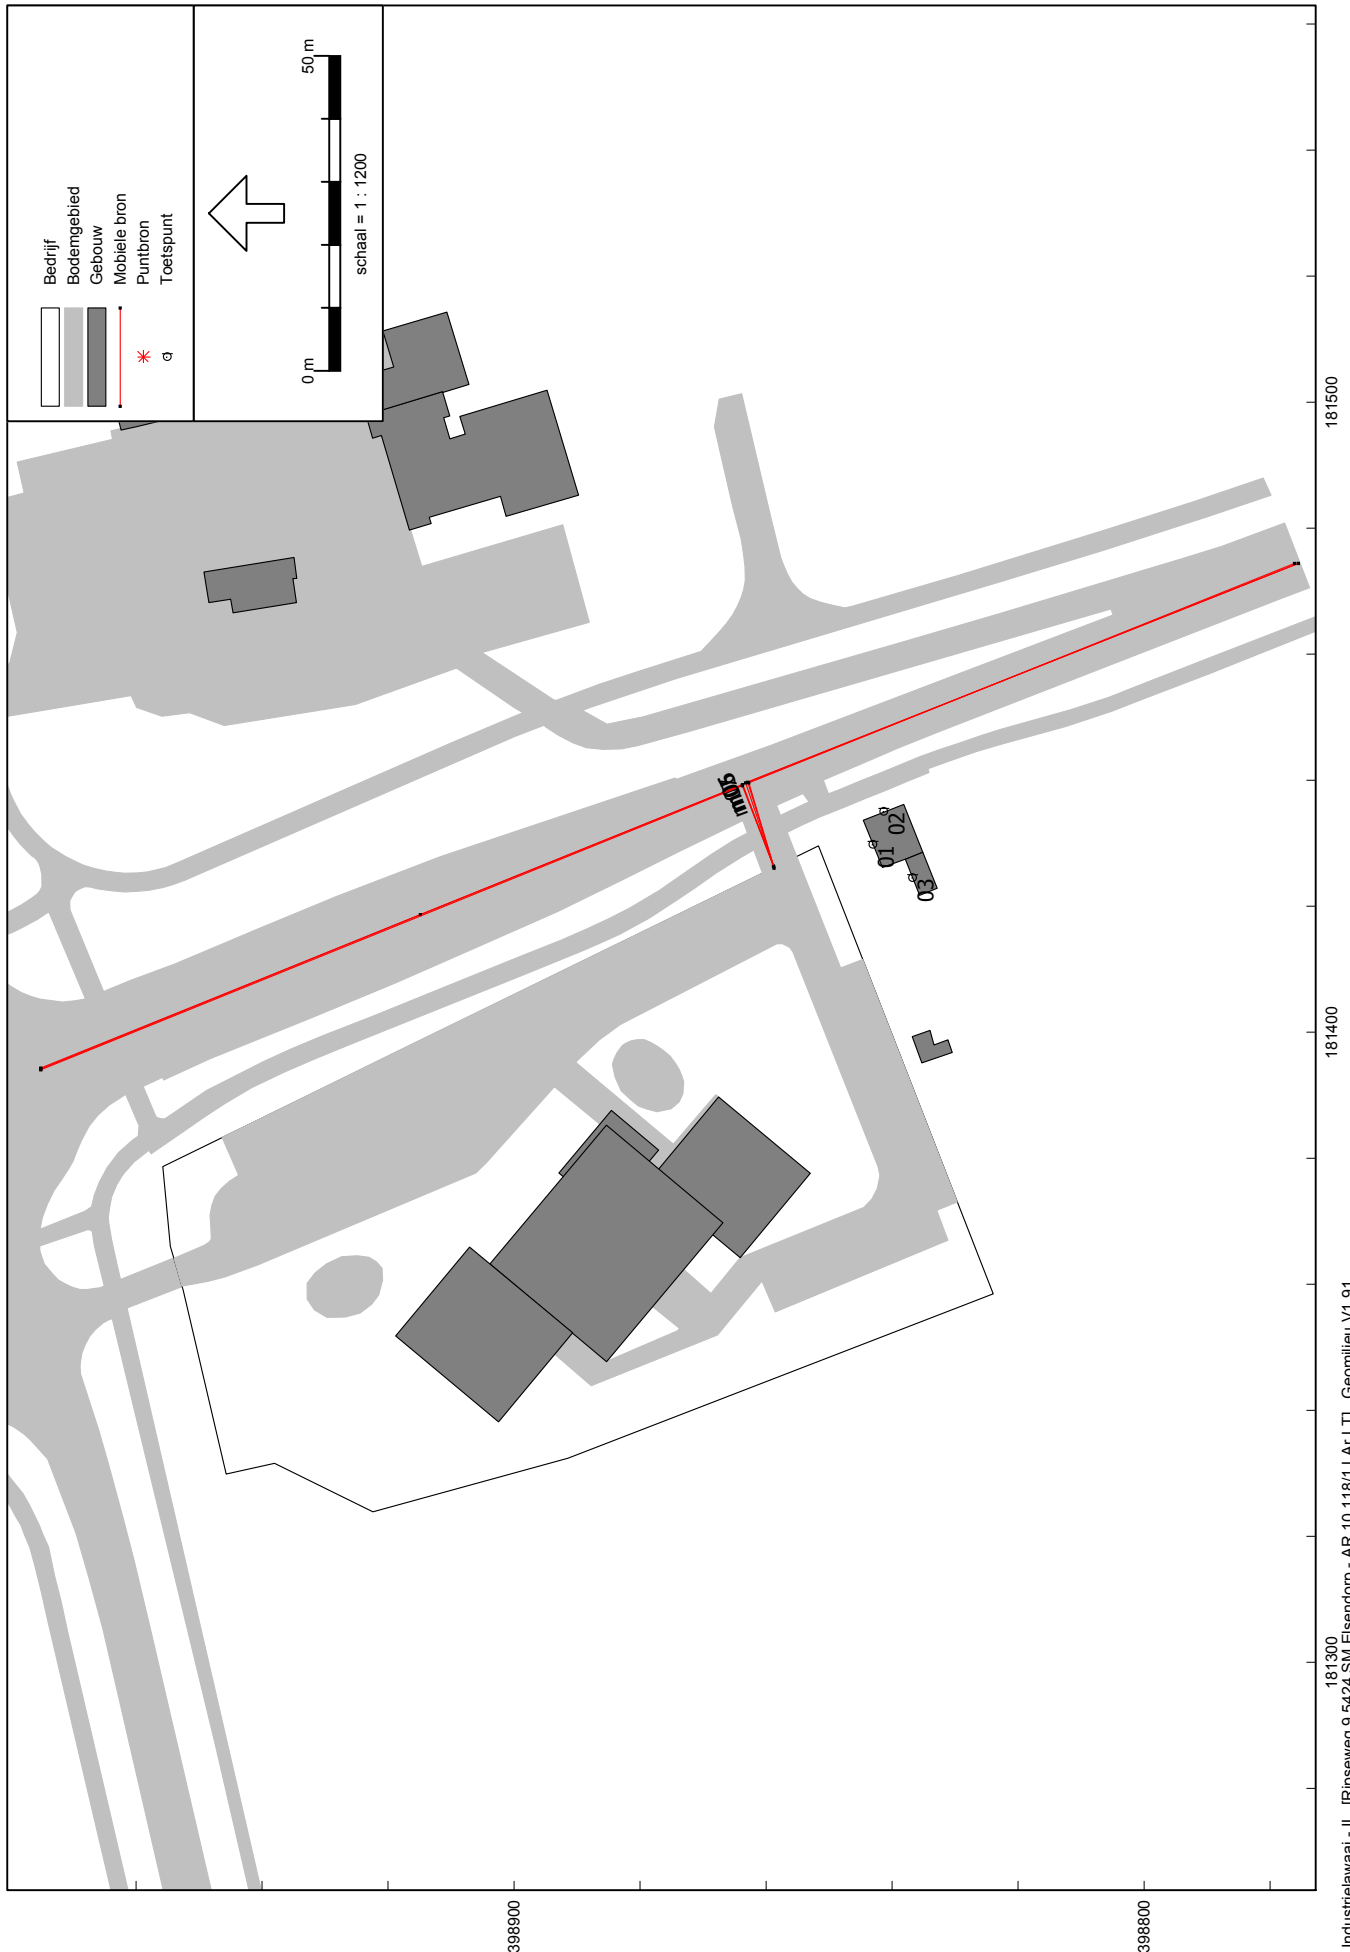 Bedrijf
Bodemgebied
Gebouw
Mobiele bron
Puntbron
Toetspunt
0 m
50 m
schaal = 1 : 1200
01
02
03
181300
181400
181500
398900
398800